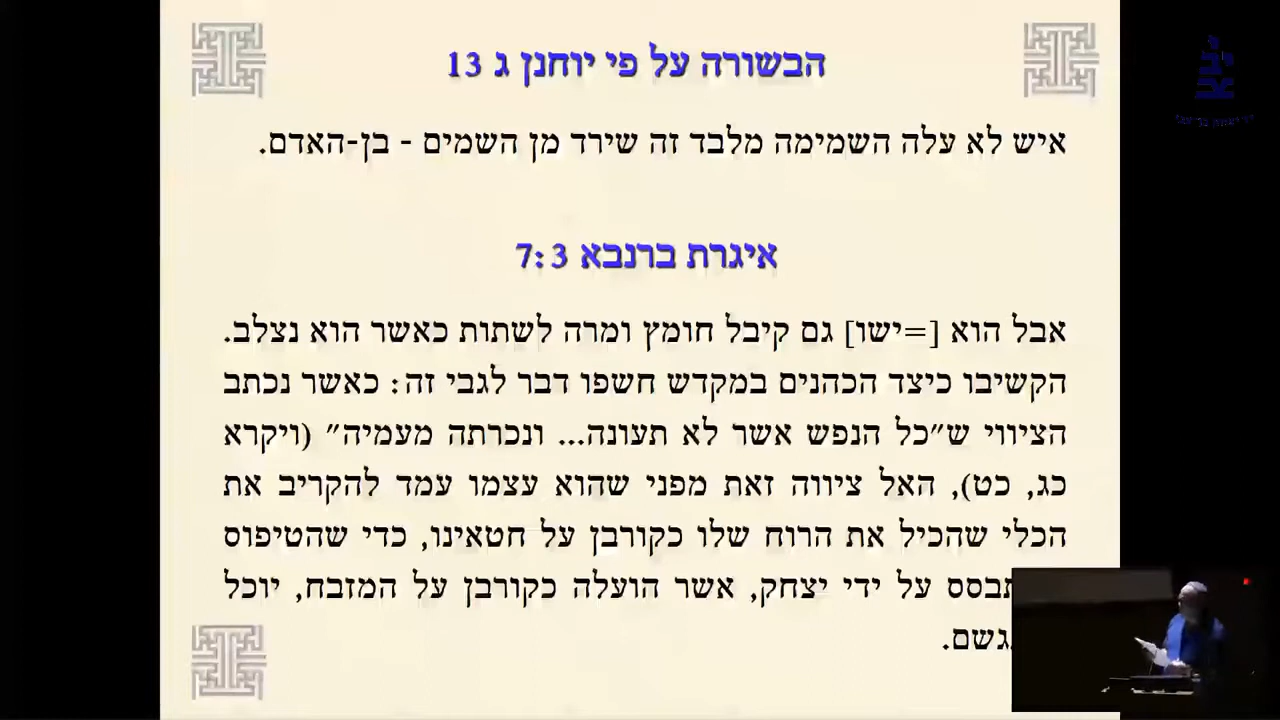 הבשורה על פי יוחנן ג 13
איש לא עלה השמימה מלבד זה שירד מן השמים - בן-האדם.
איגרת ברנבא 7:3
אבל הוא [=ישו] גם קיבל חומץ ומרה לשתות כאשר הוא נצלב.
הקשיבו כיצד הכהנים במקדש חשפו דבר לגבי זה: כאשר נכתב
הציווי ש״כל הנפש אשר לא תעונה... ונכרתה מעמיה״ (ויקרא
כג, כט), האל ציווה זאת מפני שהוא עצמו עמד להקריב את
הכלי שהכיל את הרוח שלו כקורבן על חטאינו, כדי שהטיפוס
על ידי יצחק, אשר הועלה כקורבן על המזבח, יוכל